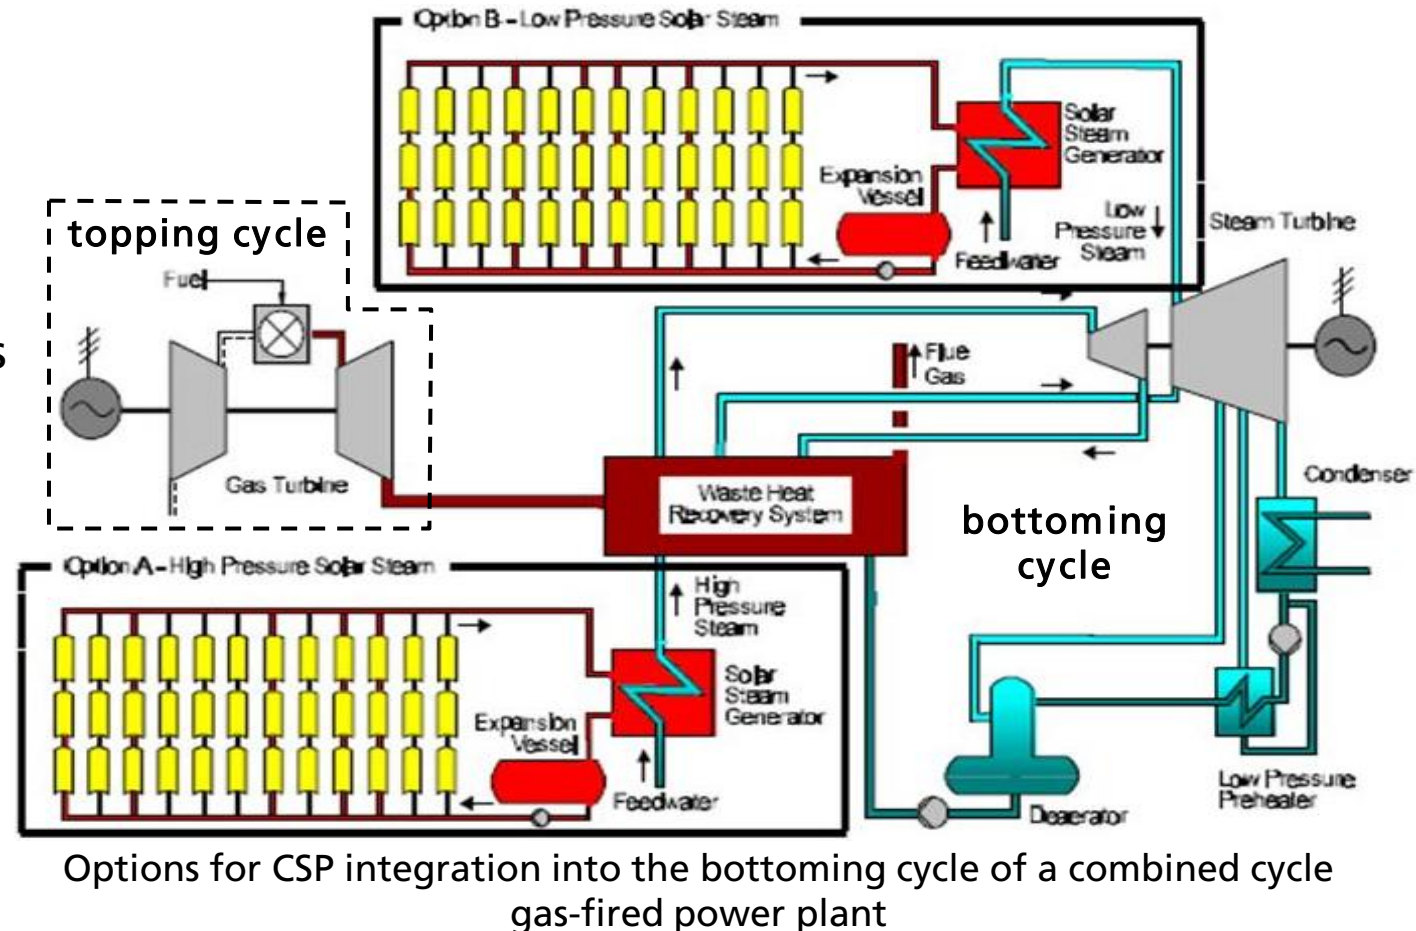 Option B - Low Pressure Solar Steam
Solar
Steam
Generator
Expansion
Vessel
Low
Pressure
Steam
Feedwater
Steam Turbine
topping cycle
Fuel
s
Flue
Gas
Gas Turbine
Waste Heat
Recovery System
Condenser
bottoming
cycle
Option A - High Pressure Solar Steam
High
Pressure
Steam
Solar
Steam
Generator
Expansion
Vessel
Feedwater
Low Pressure
Preheater
Deaerator
Options for CSP integration into the bottoming cycle of a combined cycle
gas-fired power plant